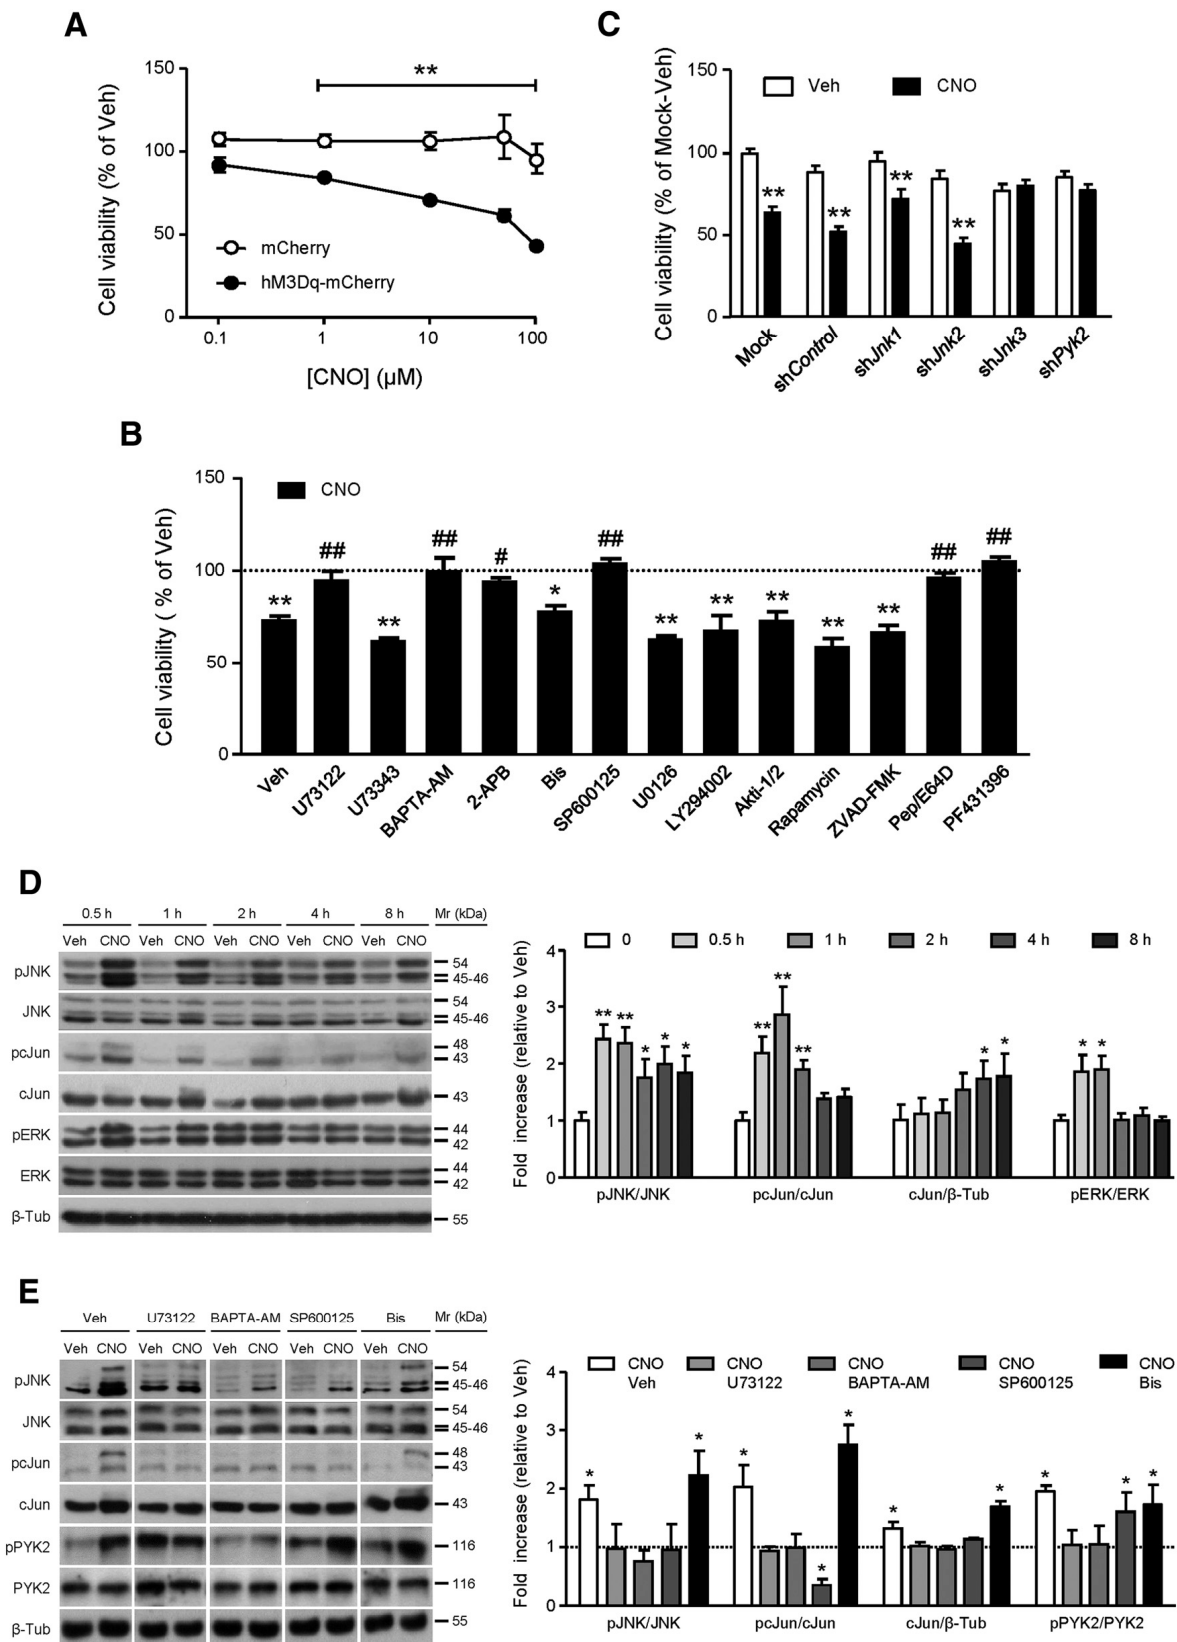 A
Cell viability (% of Veh)
150
100
50
0
**
mCherry
hM3Dq-mCherry
0.1 1 10 100
[CNO] (µM)
C
Cell viability (% of Mock-Veh)
150
100
50
0
Veh CNO
** ** ** **
Mock shControl shJnk1 shJnk2 shJnk3 shPyk2
B
Cell viability ( % of Veh)
150
100
50
0
CNO
** ## ** ## # * ## ** ** ** ** ** ## ##
Veh U73122 U73343 BAPTA-AM 2-APB Bis SP600125 U0126 LY294002 Akti-1/2 Rapamycin ZVAD-FMK Pep/E64D PF431396
D
0.5 h 1 h 2 h 4 h 8 h Mr (kDa)
Veh CNO Veh CNO Veh CNO Veh CNO Veh CNO
pJNK 54
45-46
JNK 54
45-46
pcJun 48
43
cJun 43
pERK 44
42
ERK 44
42
β-Tub 55
Fold increase (relative to Veh)
4
3
2
1
0
0 0.5 h 1 h 2 h 4 h 8 h
** ** * * * ** ** ** * * * *
pJNK/JNK pcJun/cJun cJun/β-Tub pERK/ERK
E
Veh U73122 BAPTA-AM SP600125 Bis Mr (kDa)
Veh CNO Veh CNO Veh CNO Veh CNO Veh CNO
pJNK 54
45-46
JNK 54
45-46
pcJun 48
43
cJun 43
pPYK2 116
PYK2 116
β-Tub 55
Fold increase (relative to Veh)
4
3
2
1
0
CNO CNO CNO CNO CNO
Veh U73122 BAPTA-AM SP600125 Bis
* * * * * * * * * *
pJNK/JNK pcJun/cJun cJun/β-Tub pPYK2/PYK2